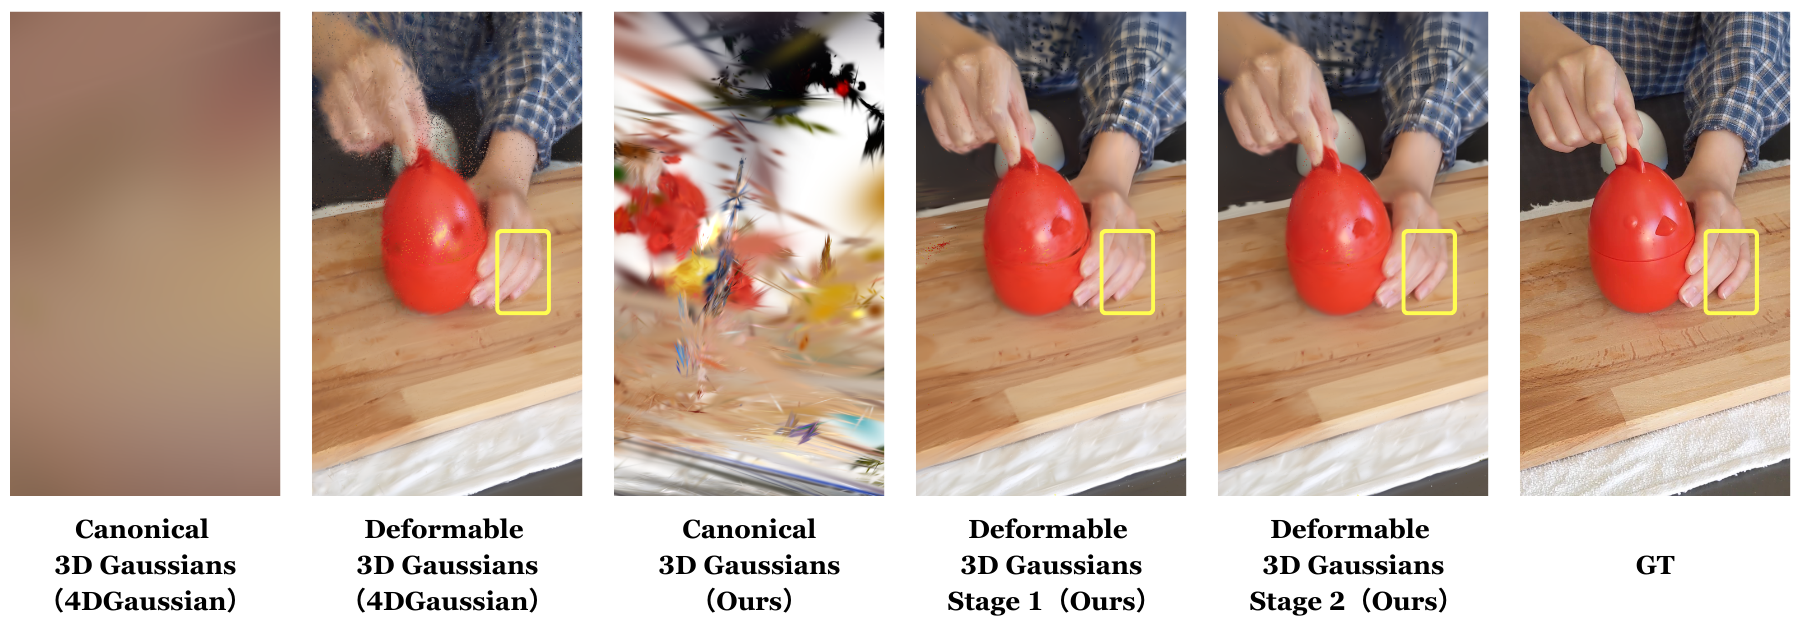 Canonical
3D Gaussians
（4DGaussian）
Deformable
3D Gaussians
（4DGaussian）
Canonical
3D Gaussians
（Ours）
Deformable
3D Gaussians
Stage 1（Ours）
Deformable
3D Gaussians
Stage 2（Ours）
GT